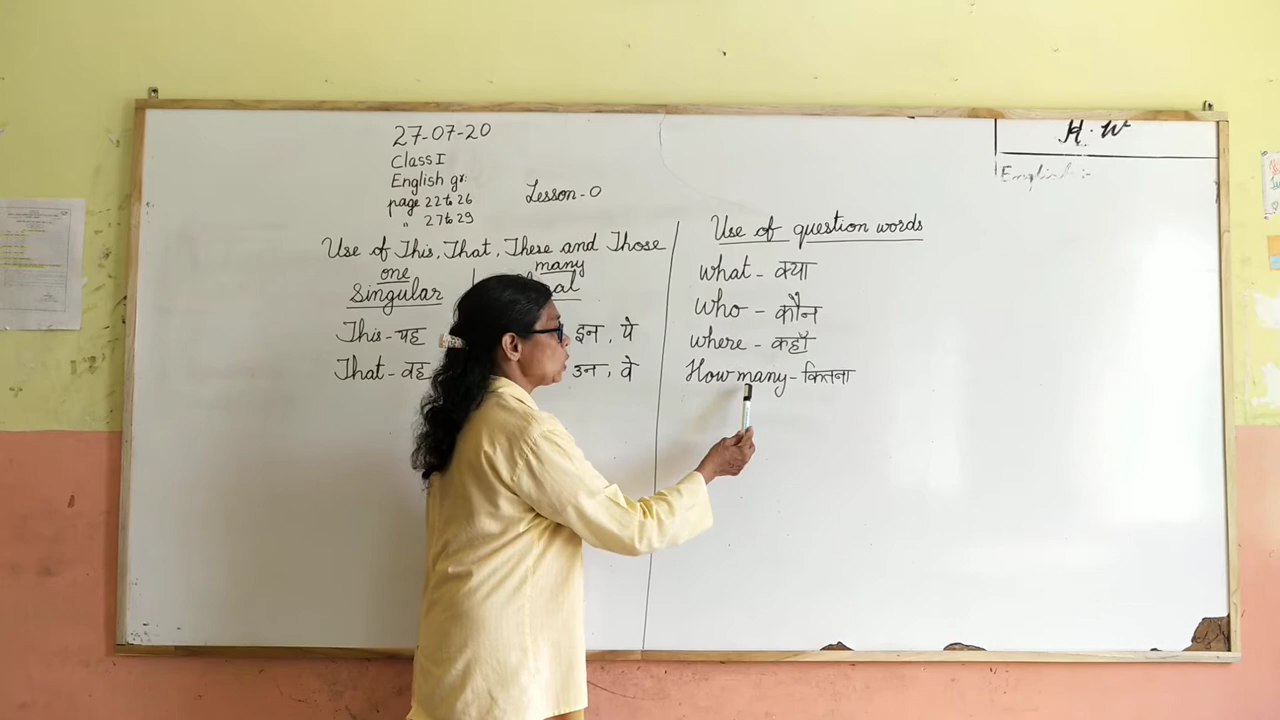 27-07-20
Class I
English gr:
page 22 to 26
" 27 to 29
Lesson-0
Use of This, That, These and Those
one
many
Singular
This - यह
इन, ये
That - वह
उन, वे
Use of question words
what - क्या
who - कौन
where - कहाँ
How many - कितना
H.W
English :